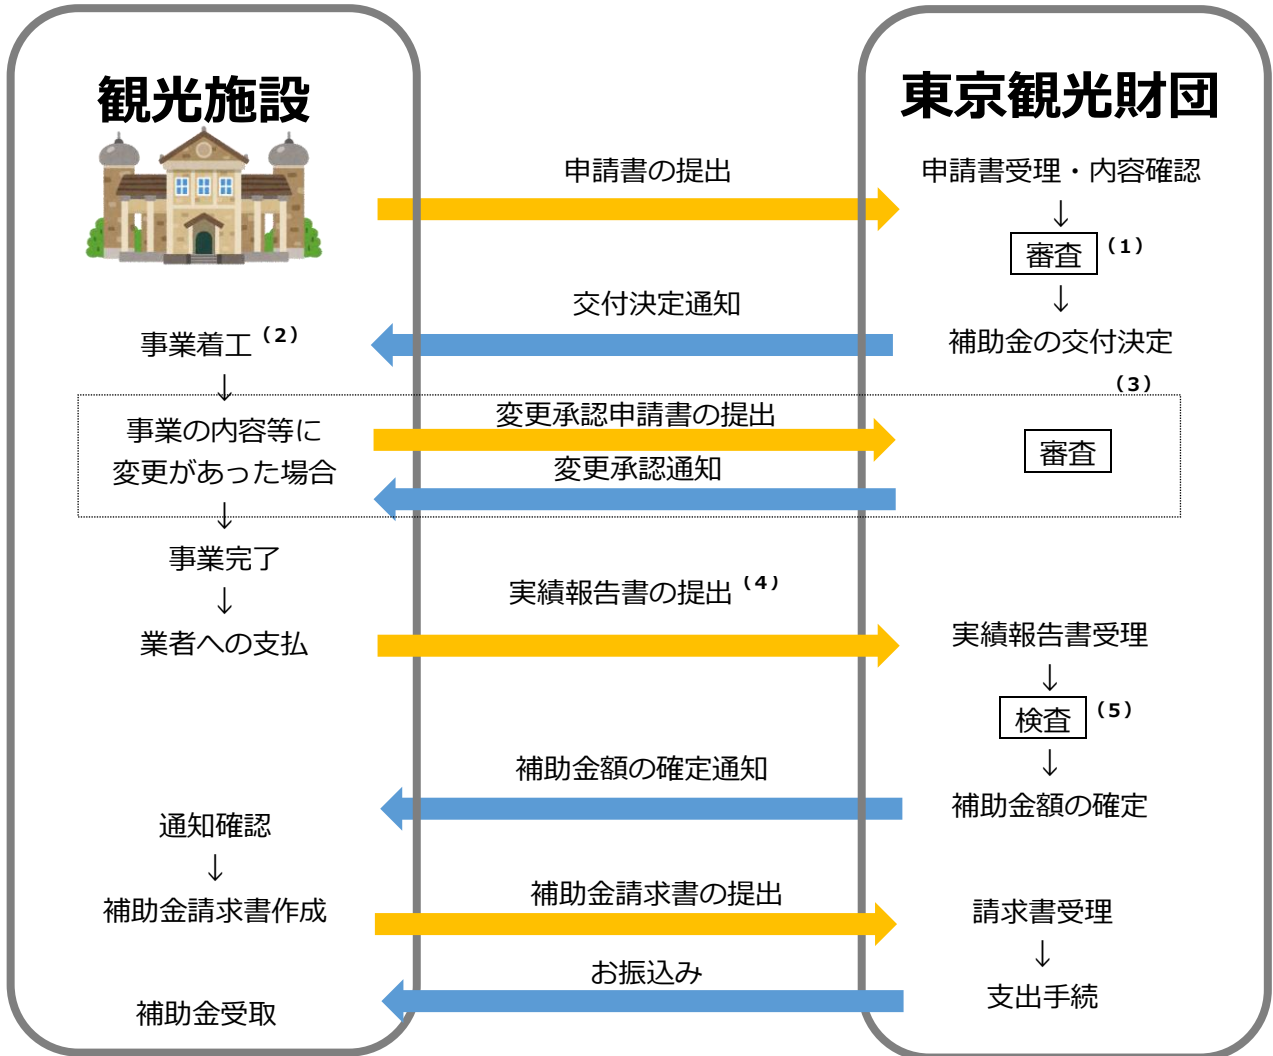 観光施設
東京観光財団
申請書の提出
申請書受理・内容確認
↓
審査 (1)
↓
交付決定通知
補助金の交付決定
事業着工 (2)
↓
(3)
事業の内容等に
変更があった場合
変更承認申請書の提出
審査
変更承認通知
↓
事業完了
↓
業者への支払
実績報告書の提出 (4)
実績報告書受理
↓
検査 (5)
↓
補助金額の確定通知
補助金額の確定
通知確認
↓
補助金請求書作成
補助金請求書の提出
請求書受理
↓
お振込み
支出手続
補助金受取